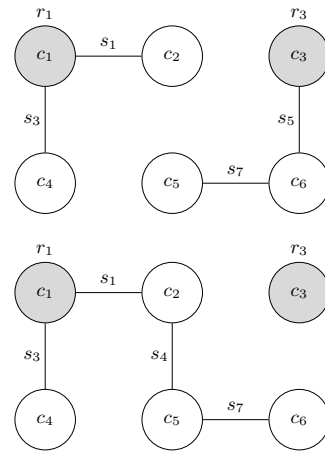 r₁ r₃
c₁ s₁ c₂ c₃
s₃ s₅
c₄ c₅ s₇ c₆
r₁ r₃
c₁ s₁ c₂ c₃
s₃ s₄
c₄ c₅ s₇ c₆